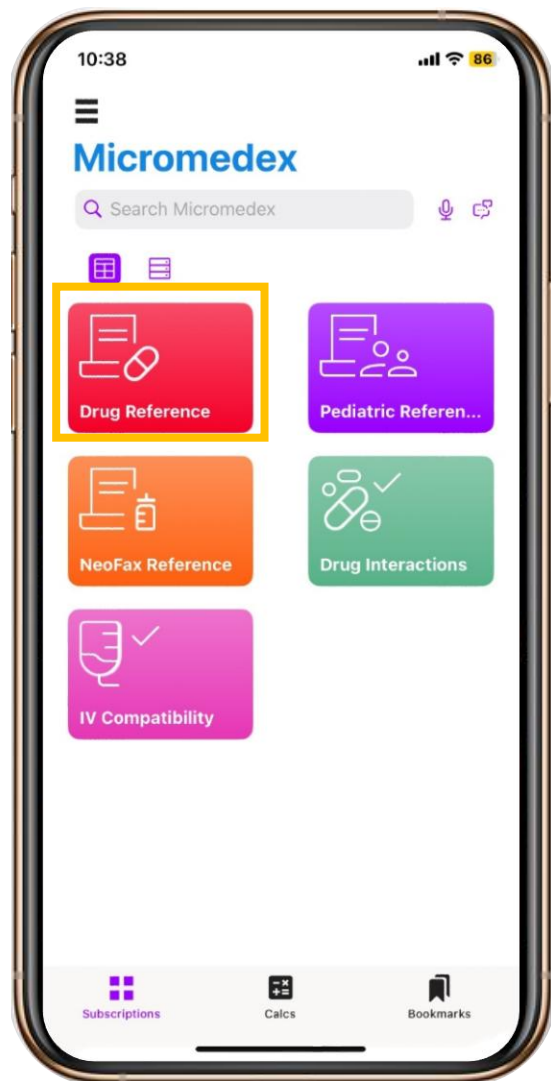 10:38
86
Micromedex
Search Micromedex
Drug Reference
Pediatric Referen...
NeoFax Reference
Drug Interactions
IV Compatibility
Subscriptions
Calcs
Bookmarks